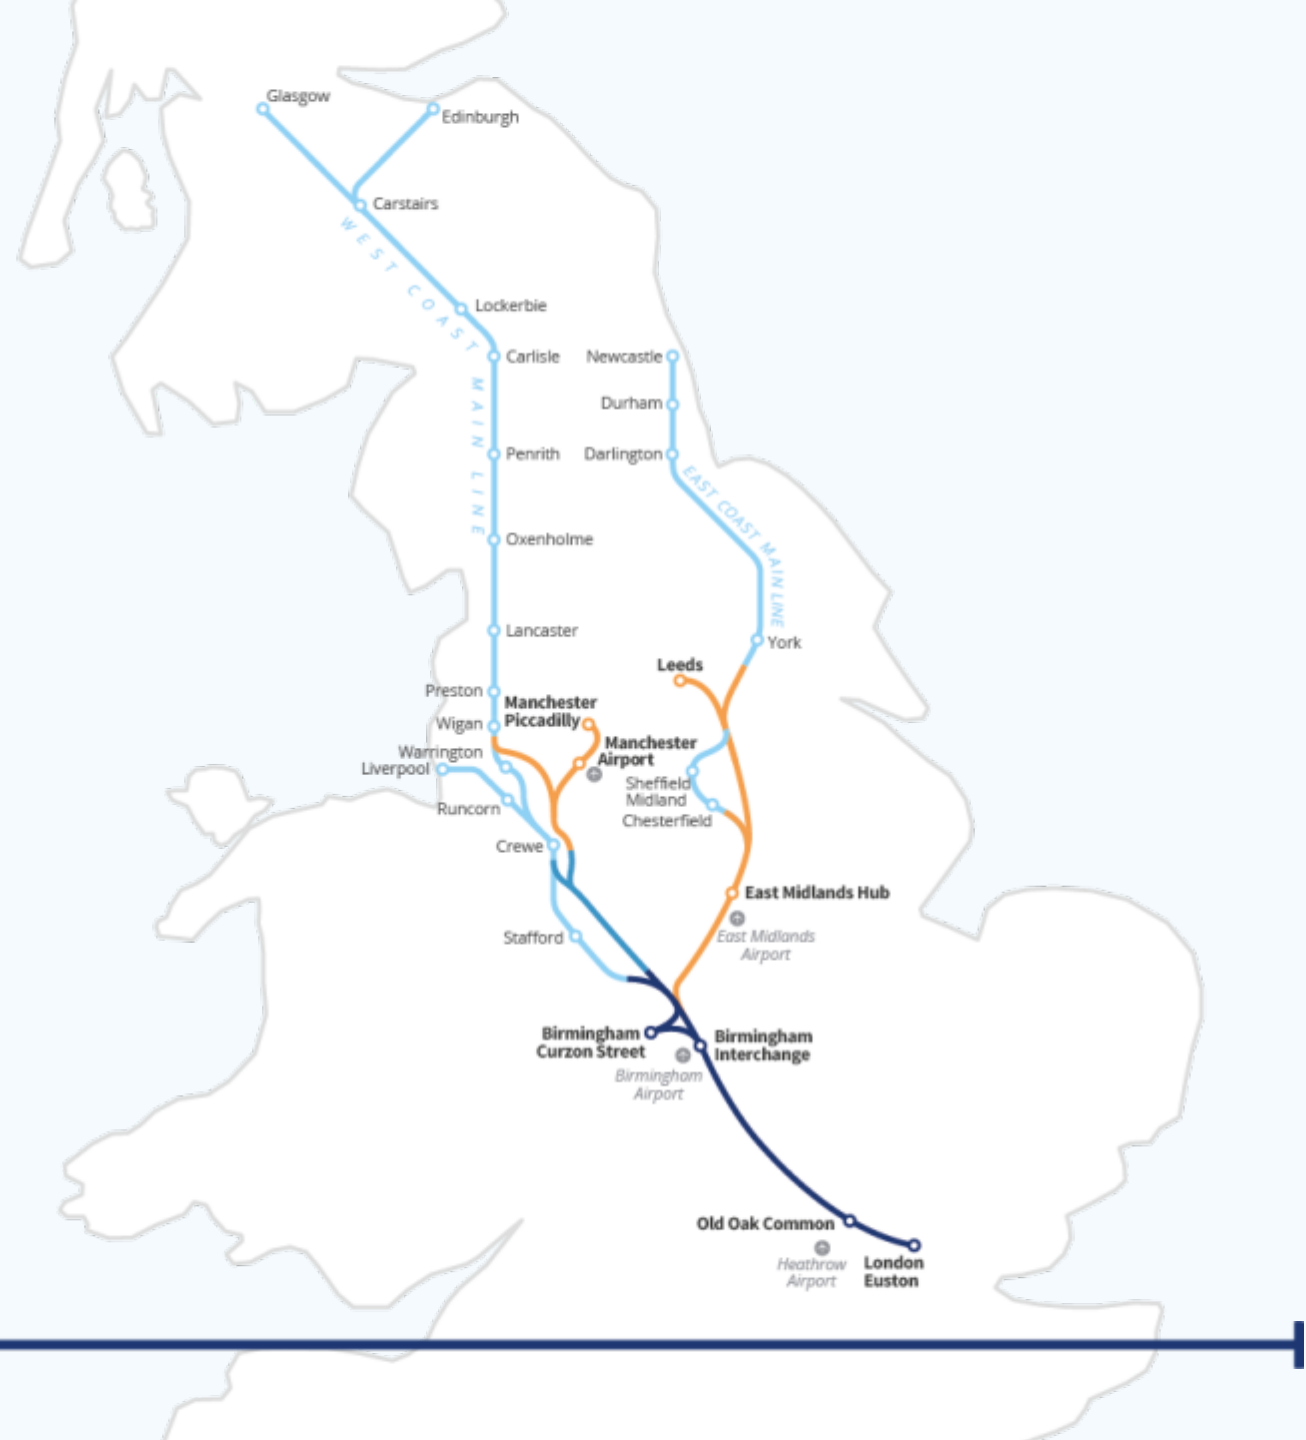 Glasgow
Edinburgh
Carstairs
WEST COAST MAIN LINE
Lockerbie
Carlisle
Newcastle
Durham
Penrith
Darlington
EAST COAST MAIN LINE
Oxenholme
Lancaster
York
Leeds
Preston
Manchester
Piccadilly
Wigan
Manchester
Airport
Warrington
Liverpool
Sheffield
Midland
Runcorn
Chesterfield
Crewe
East Midlands Hub
Stafford
East Midlands
Airport
Birmingham
Curzon Street
Birmingham
Interchange
Birmingham
Airport
Old Oak Common
Heathrow
Airport
London
Euston